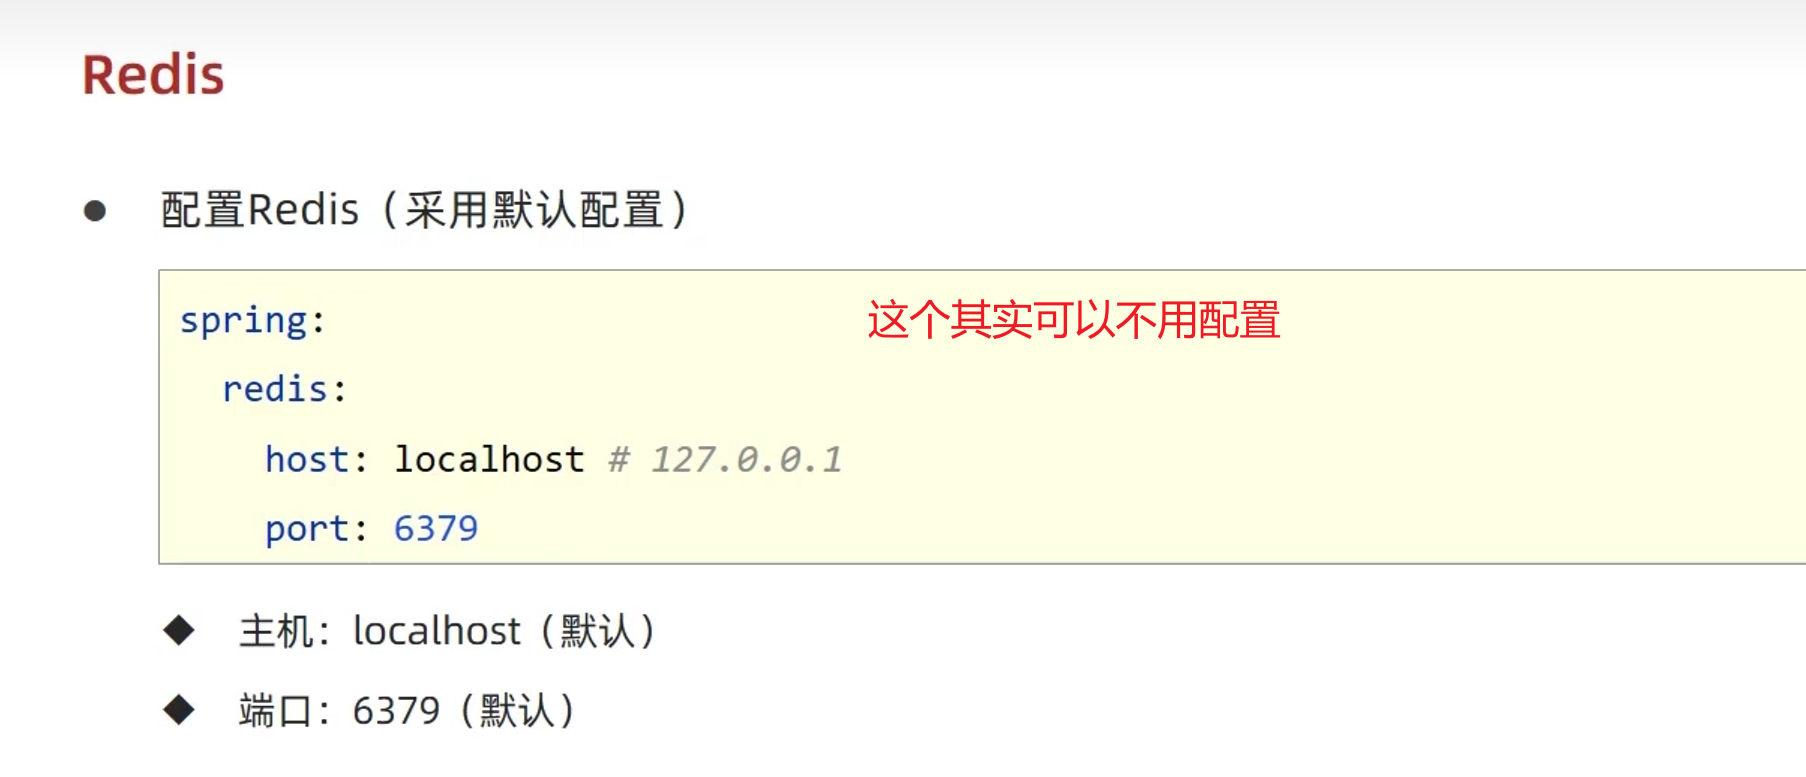 Redis
● 配置Redis（采用默认配置）
spring:
这个其实可以不用配置
redis:
host: localhost # 127.0.0.1
port: 6379
◆ 主机：localhost（默认）
◆ 端口：6379（默认）